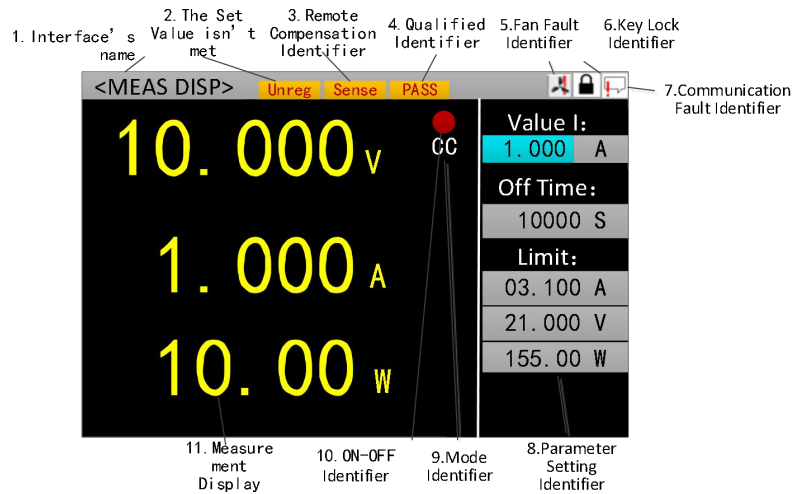 1. Interface's
name
2. The Set
Value isn't
met
3. Remote
Compensation
Identifier
4. Qualified
Identifier
5.Fan Fault
Identifier
6.Key Lock
Identifier
7.Communication
Fault Identifier
<MEAS DISP>
Unreg
Sense
PASS
10.000 V
CC
1.000 A
10.00 W
Value I:
1.000 A
Off Time:
10000 S
Limit:
03.100 A
21.000 V
155.00 W
11. Measure
ment
Display
10. ON-OFF
Identifier
9.Mode
Identifier
8.Parameter
Setting
Identifier